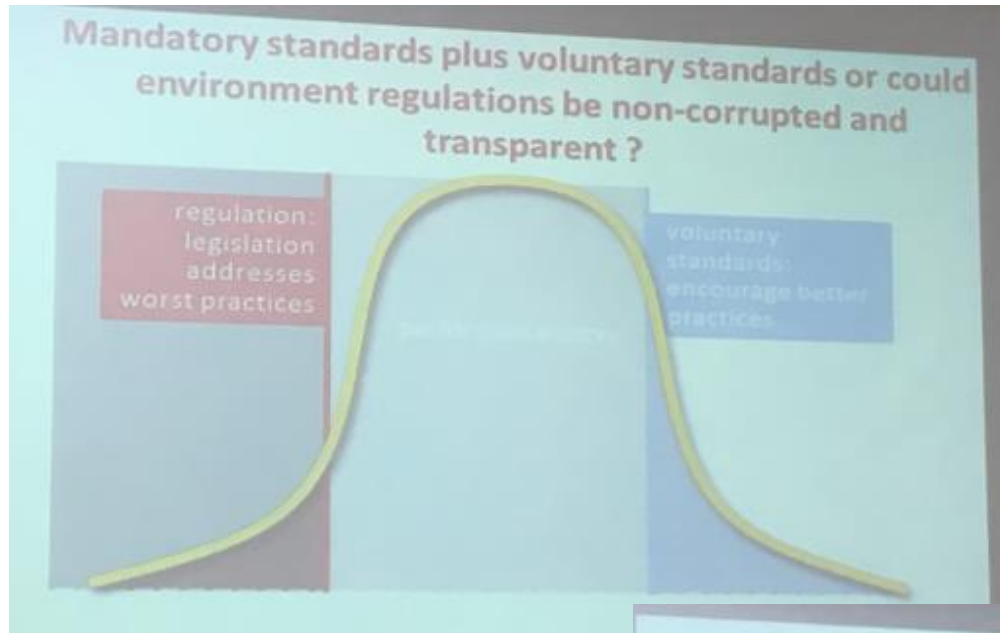 Mandatory standards plus voluntary standards or could
environment regulations be non-corrupted and
transparent ?
regulation:
legislation
addresses
worst practices
voluntary
standards:
encourage better
practices